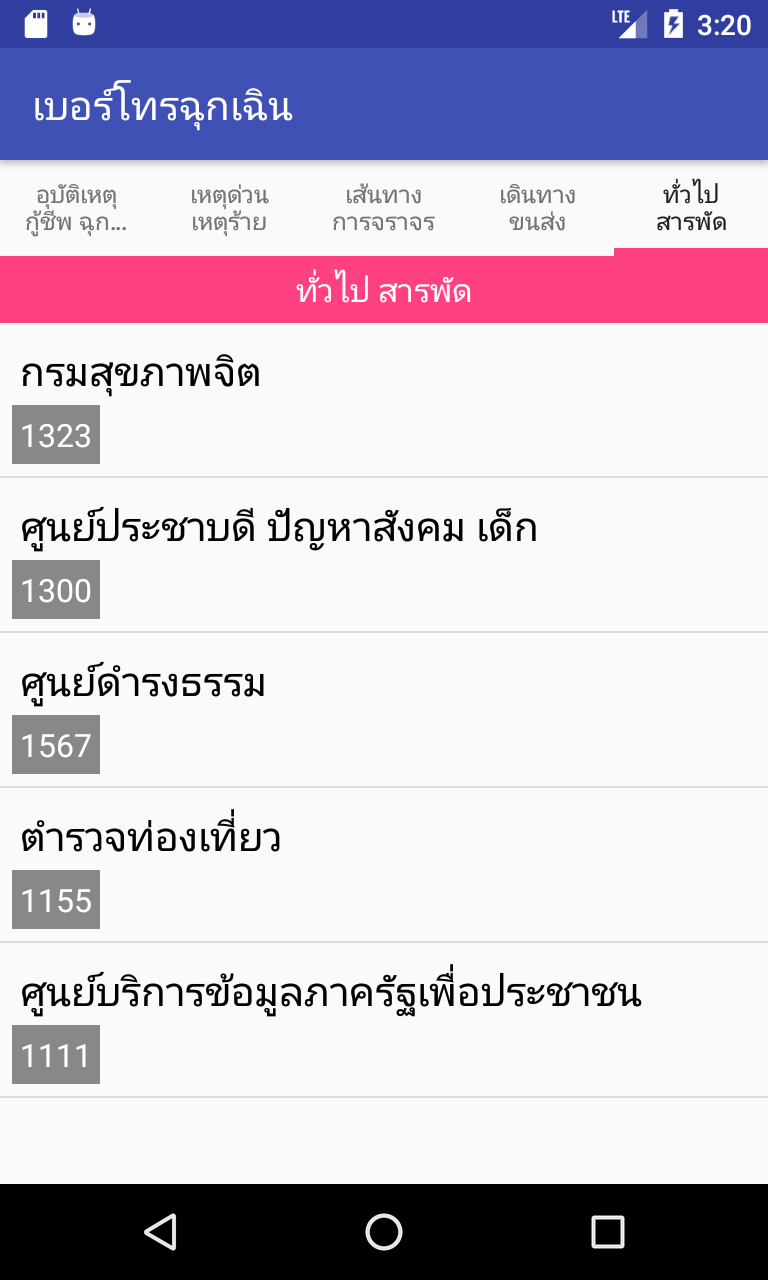 LTE 3:20
เบอร์โทรฉุกเฉิน
อุบัติเหตุ
กู้ชีพ ฉุก...
เหตุด่วน
เหตุร้าย
เส้นทาง
การจราจร
เดินทาง
ขนส่ง
ทั่วไป
สารพัด
ทั่วไป สารพัด
กรมสุขภาพจิต
1323
ศูนย์ประชาบดี ปัญหาสังคม เด็ก
1300
ศูนย์ดำรงธรรม
1567
ตำรวจท่องเที่ยว
1155
ศูนย์บริการข้อมูลภาครัฐเพื่อประชาชน
1111